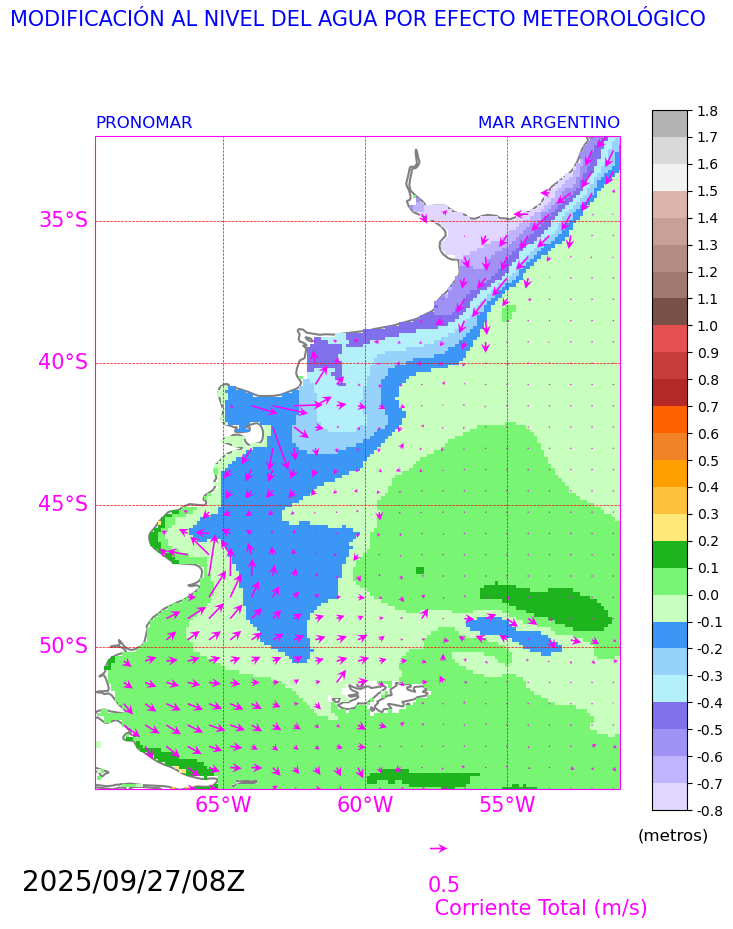 MODIFICACIÓN AL NIVEL DEL AGUA POR EFECTO METEOROLÓGICO
PRONOMAR
MAR ARGENTINO
35°S
40°S
45°S
50°S
65°W
60°W
55°W
1.8
1.7
1.6
1.5
1.4
1.3
1.2
1.1
1.0
0.9
0.8
0.7
0.6
0.5
0.4
0.3
0.2
0.1
0.0
-0.1
-0.2
-0.3
-0.4
-0.5
-0.6
-0.7
-0.8
(metros)
2025/09/27/08Z
0.5
Corriente Total (m/s)